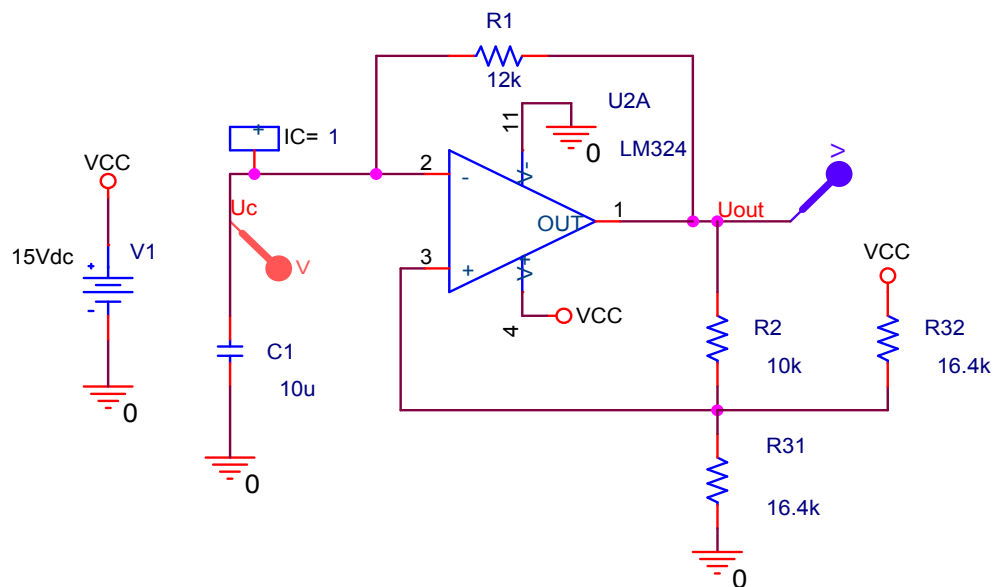 R1
12k
U2A
11
0
LM324
IC= 1
VCC
2
-
V-
Uc
V
15Vdc
V1
+
-
OUT
1
Uout
V
3
+
V+
4
VCC
VCC
C1
10u
R2
10k
R32
16.4k
0
0
R31
16.4k
0